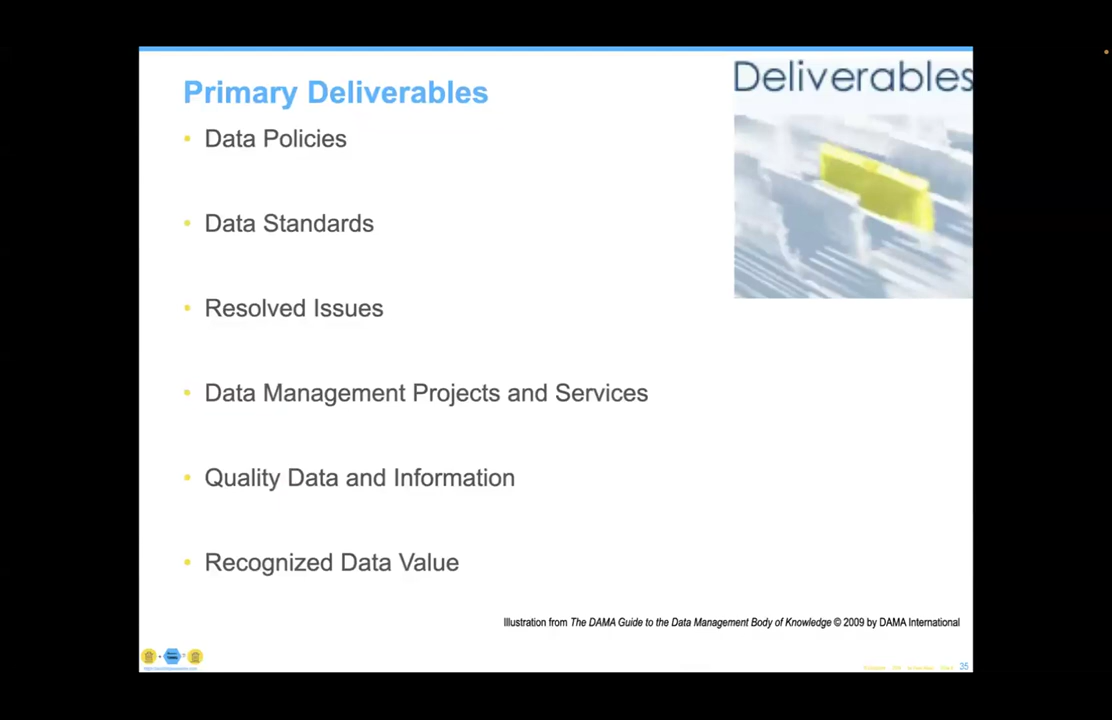 Deliverables
Primary Deliverables
• Data Policies
• Data Standards
• Resolved Issues
• Data Management Projects and Services
• Quality Data and Information
• Recognized Data Value
Illustration from The DAMA Guide to the Data Management Body of Knowledge © 2009 by DAMA International
35